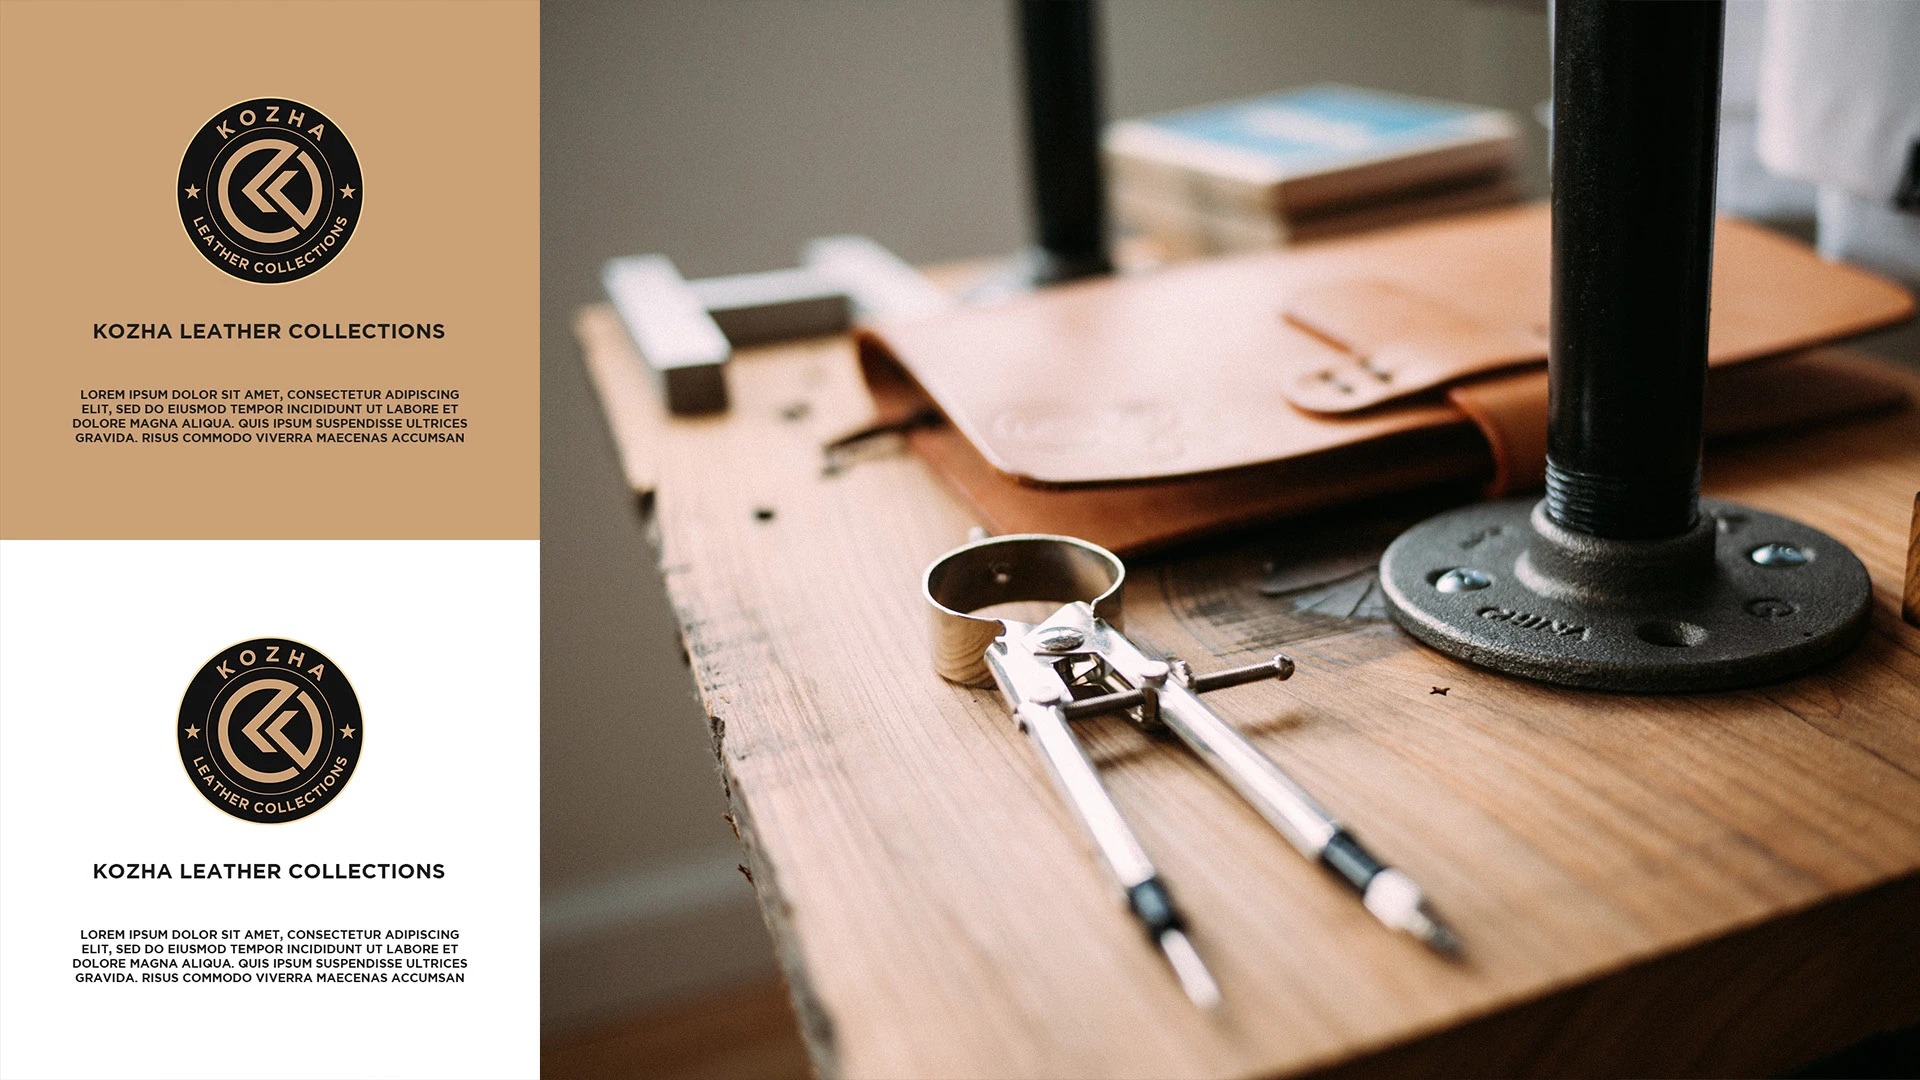 KOZHA
LEATHER COLLECTIONS
KOZHA LEATHER COLLECTIONS
LOREM IPSUM DOLOR SIT AMET, CONSECTETUR ADIPISCING
ELIT, SED DO EIUSMOD TEMPOR INCIDIDUNT UT LABORE ET
DOLORE MAGNA ALIQUA. QUIS IPSUM SUSPENDISSE ULTRICES
GRAVIDA. RISUS COMMODO VIVERRA MAECENAS ACCUMSAN
KOZHA
LEATHER COLLECTIONS
KOZHA LEATHER COLLECTIONS
LOREM IPSUM DOLOR SIT AMET, CONSECTETUR ADIPISCING
ELIT, SED DO EIUSMOD TEMPOR INCIDIDUNT UT LABORE ET
DOLORE MAGNA ALIQUA. QUIS IPSUM SUSPENDISSE ULTRICES
GRAVIDA. RISUS COMMODO VIVERRA MAECENAS ACCUMSAN
CHINA